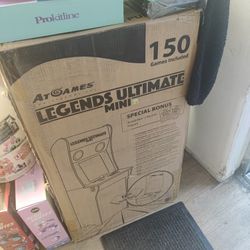 Prokitline
150
Games Included
ATGAMES
LEGENDS ULTIMATE
MINI
SPECIAL BONUS